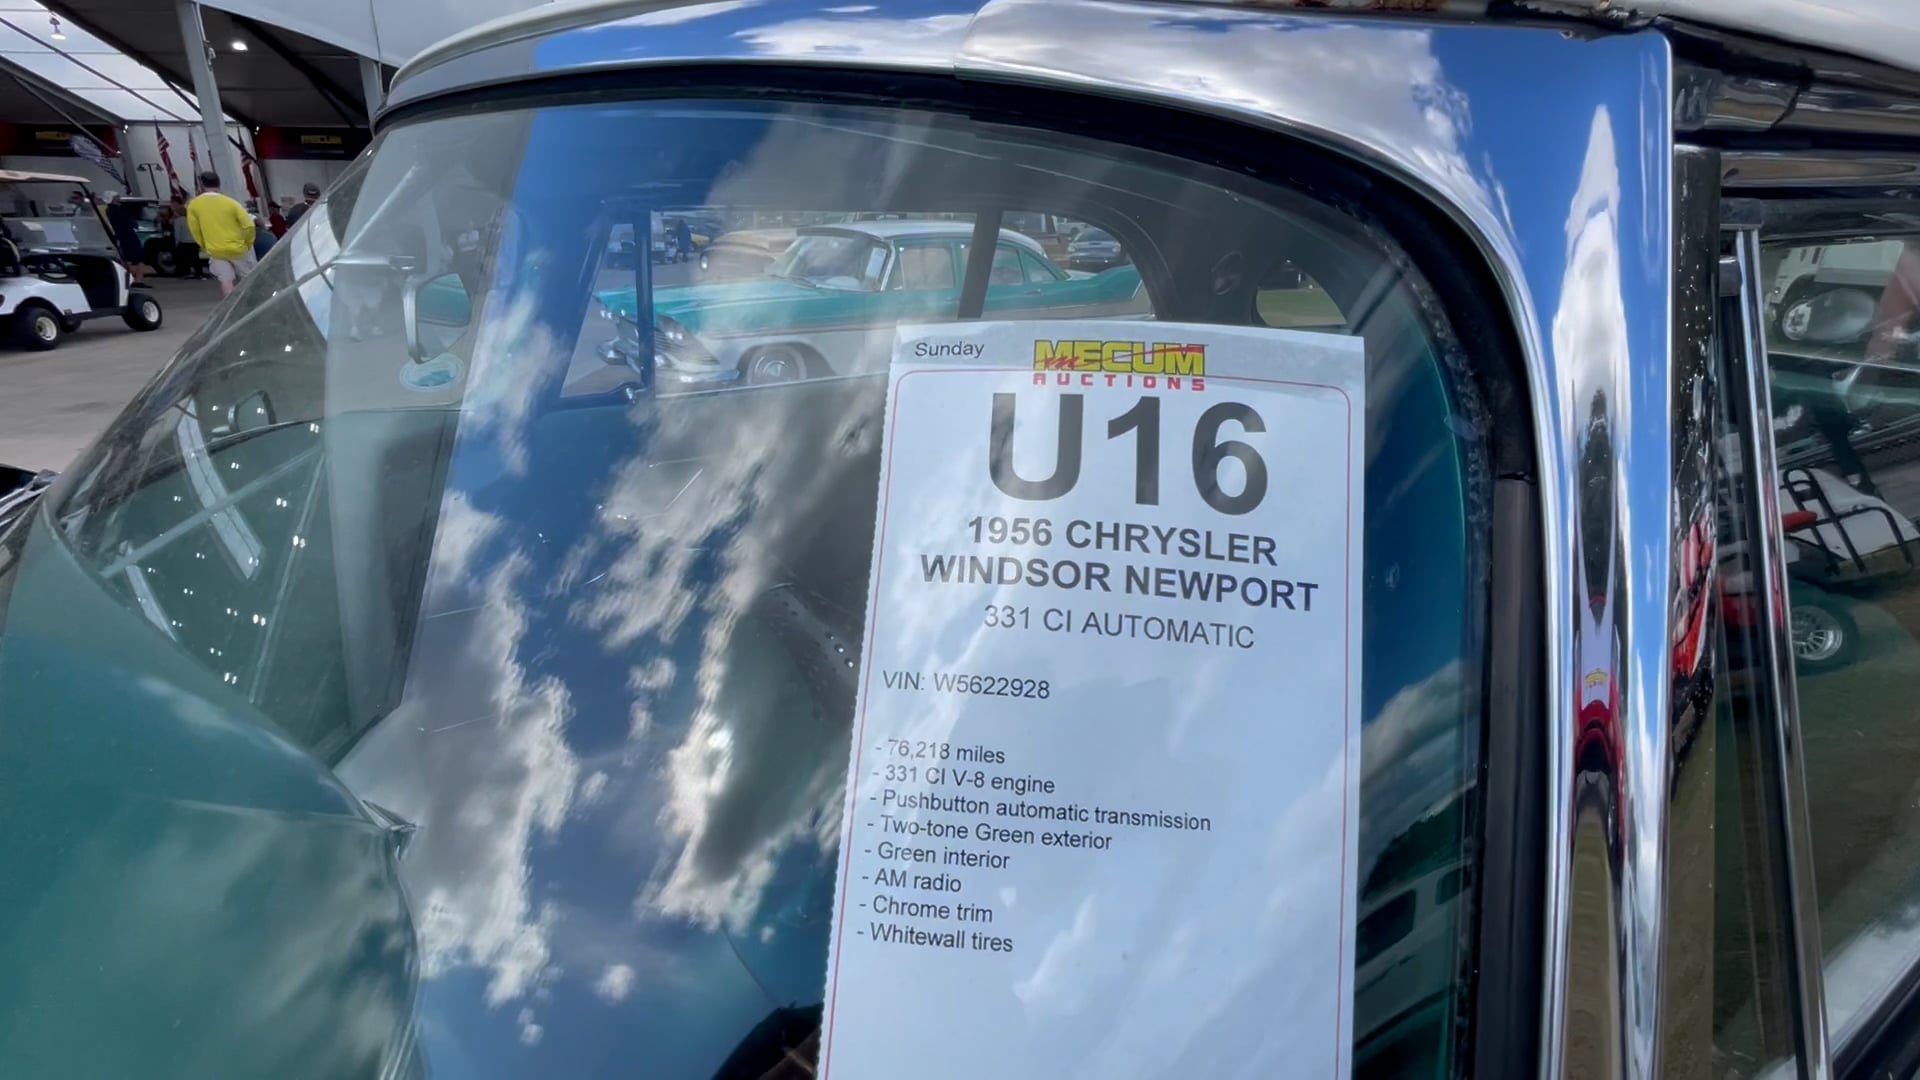 MECUM
Sunday
MECUM
AUCTIONS
U16
1956 CHRYSLER
WINDSOR NEWPORT
331 CI AUTOMATIC
VIN: W5622928
- 76,218 miles
- 331 CI V-8 engine
- Pushbutton automatic transmission
- Two-tone Green exterior
- Green interior
- AM radio
- Chrome trim
- Whitewall tires